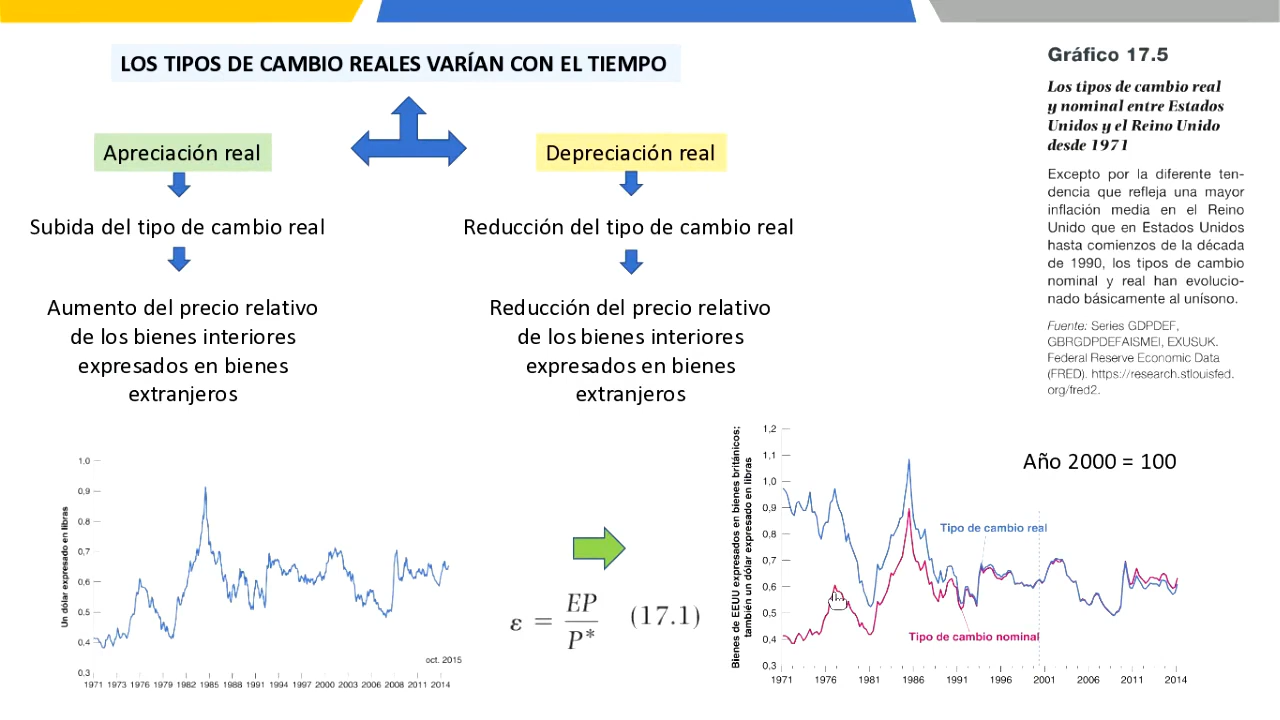 LOS TIPOS DE CAMBIO REALES VARÍAN CON EL TIEMPO
Apreciación real
Subida del tipo de cambio real
Aumento del precio relativo
de los bienes interiores
expresados en bienes
extranjeros
Depreciación real
Reducción del tipo de cambio real
Reducción del precio relativo
de los bienes interiores
expresados en bienes
extranjeros
Gráfico 17.5
Los tipos de cambio real
y nominal entre Estados
Unidos y el Reino Unido
desde 1971
Excepto por la diferente ten-
dencia que refleja una mayor
inflación media en el Reino
Unido que en Estados Unidos
hasta comienzos de la década
de 1990, los tipos de cambio
nominal y real han evolucio-
nado básicamente al unísono.
Fuente: Series GDPDEF,
GBRGDPDEFAISMEI, EXUSUK.
Federal Reserve Economic Data
(FRED). https://research.stlouisfed.
org/fred2.
Un dólar expresado en libras
1,0
0,9
0,8
0,7
0,6
0,5
0,4
0.3
oct. 2015
1971 1973 1976 1979 1982 1985 1988 1991 1994 1997 2000 2003 2006 2008 2011 2014
ε = EP / P* (17.1)
Bienes de EEUU expresados en bienes británicos;
también un dólar expresado en libras
1,2
1,1
1,0
0,9
0,8
0,7
0,6
0,5
0,4
0.3
Año 2000 = 100
Tipo de cambio real
Tipo de cambio nominal
1971 1976 1981 1986 1991 1996 2001 2006 2011 2014